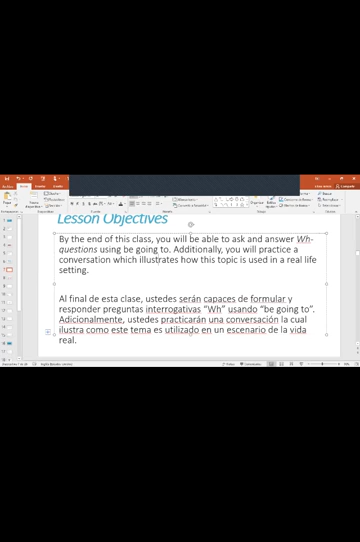 Lesson Objectives
By the end of this class, you will be able to ask and answer Wh-
questions using be going to. Additionally, you will practice a
conversation which illustrates how this topic is used in a real life
setting.
Al final de esta clase, ustedes serán capaces de formular y
responder preguntas interrogativas “Wh” usando “be going to”.
Adicionalmente, ustedes practicarán una conversación la cual
ilustra como este tema es utilizado en un escenario de la vida
real.